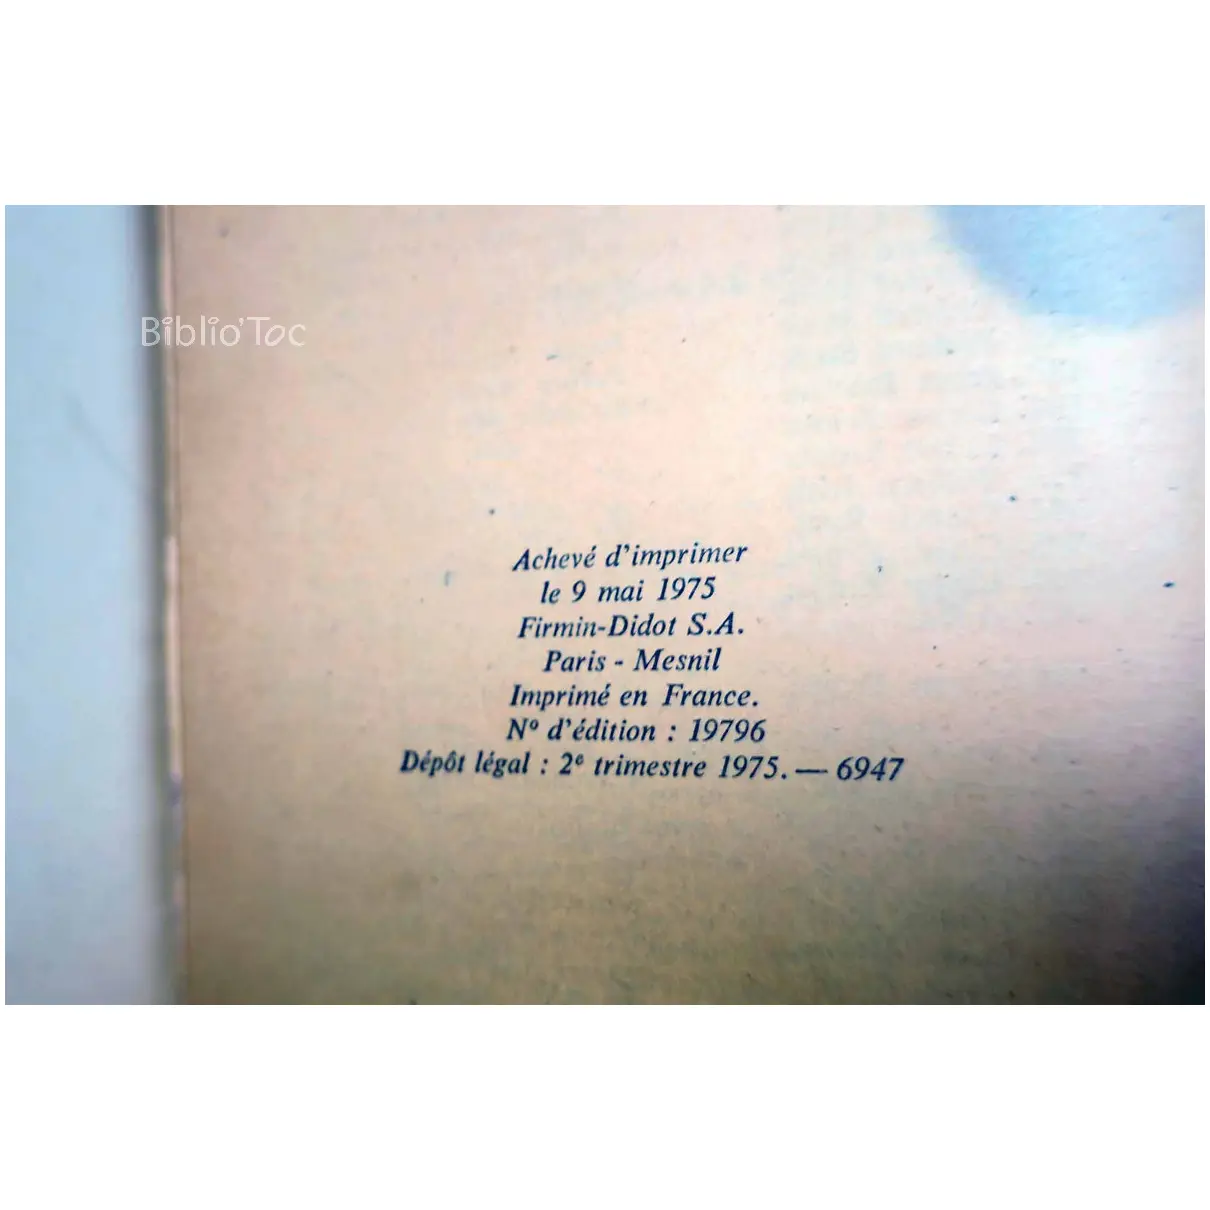 Biblio'Toc
Achevé d'imprimer
le 9 mai 1975
Firmin-Didot S.A.
Paris - Mesnil
Imprimé en France.
Nº d'édition : 19796
Dépôt légal : 2e trimestre 1975. — 6947